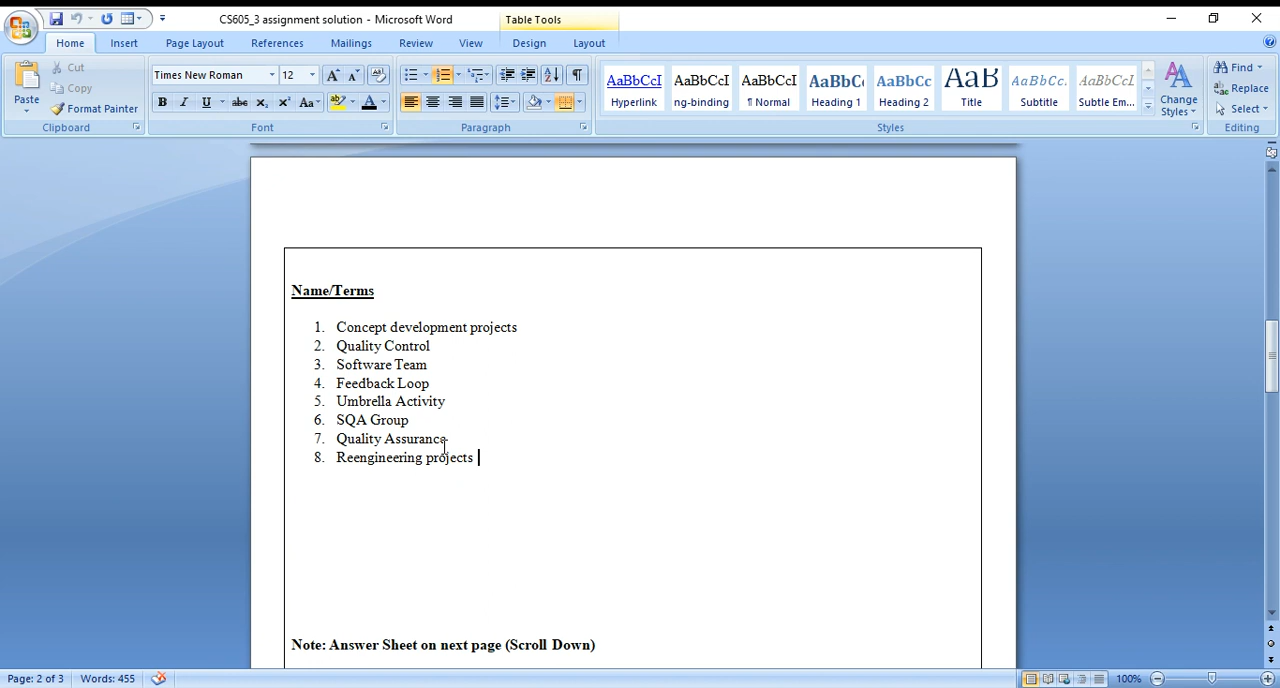 CS605_3 assignment solution - Microsoft Word
Table Tools
Home Insert Page Layout References Mailings Review View Design Layout
Paste
Cut
Copy
Format Painter
Clipboard
Times New Roman 12
Font
Paragraph
AaBbCcI AaBbCcI AaBbCcI AaBbC AaBbCc AaB AaBbCc. AaBbCcI
Hyperlink ng-binding ¶ Normal Heading 1 Heading 2 Title Subtitle Subtle Em...
Change
Styles
Styles
Find
Replace
Select
Editing
Name/Terms
1. Concept development projects
2. Quality Control
3. Software Team
4. Feedback Loop
5. Umbrella Activity
6. SQA Group
7. Quality Assurance
8. Reengineering projects
Note: Answer Sheet on next page (Scroll Down)
Page: 2 of 3 Words: 455 100%